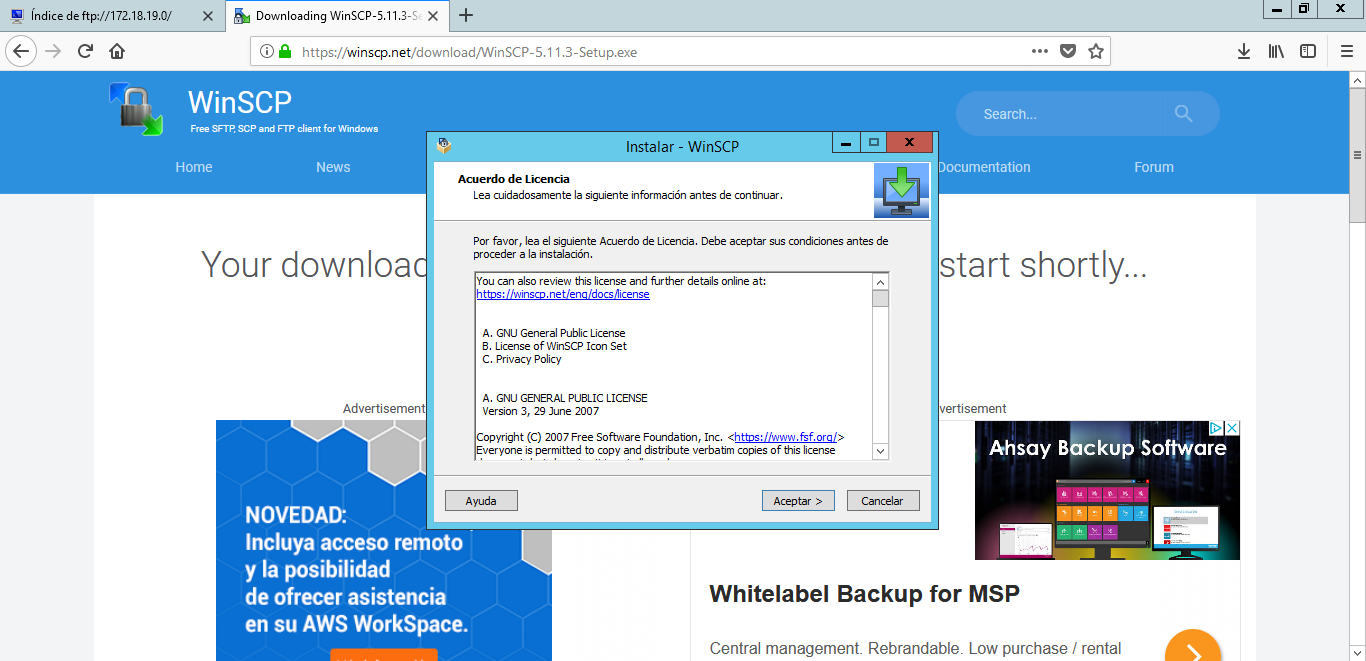 Índice de ftp://172.18.19.0/
Downloading WinSCP-5.11.3-Se
https://winscp.net/download/WinSCP-5.11.3-Setup.exe
WinSCP
Free SFTP, SCP and FTP client for Windows
Search...
Home
News
Documentation
Forum
Your download
start shortly...
Instalar - WinSCP
Acuerdo de Licencia
Lea cuidadosamente la siguiente información antes de continuar.
Por favor, lea el siguiente Acuerdo de Licencia. Debe aceptar sus condiciones antes de
proceder a la instalación.
You can also review this license and further details online at:
https://winscp.net/eng/docs/license
A. GNU General Public License
B. License of WinSCP Icon Set
C. Privacy Policy
A. GNU GENERAL PUBLIC LICENSE
Version 3, 29 June 2007
Copyright (C) 2007 Free Software Foundation, Inc. <https://www.fsf.org/>
Everyone is permitted to copy and distribute verbatim copies of this license
Ayuda
Aceptar >
Cancelar
Advertisement
vertisement
NOVEDAD:
Incluya acceso remoto
y la posibilidad
de ofrecer asistencia
en su AWS WorkSpace.
Ahsay Backup Software
Whitelabel Backup for MSP
Central management. Rebrandable. Low purchase / rental